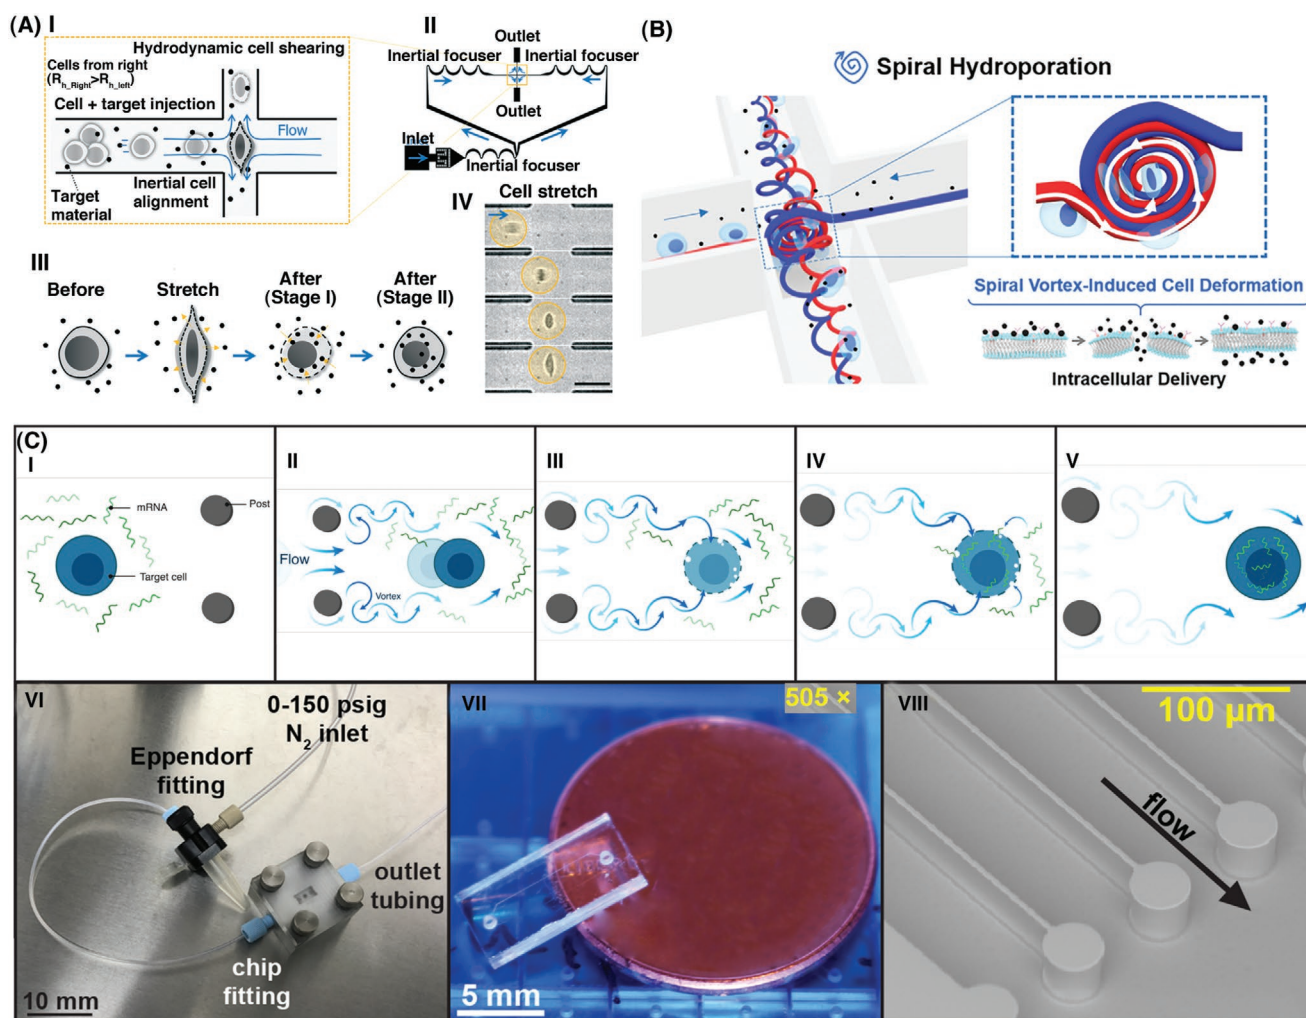 (A) I
Hydrodynamic cell shearing
Cells from right
(R_h_Right>R_h_left)
Cell + target injection
Flow
Target
material
Inertial cell
alignment
II
Outlet
Inertial focuser
Inertial focuser
Outlet
Inlet
Inertial focuser
III
Before
Stretch
After
(Stage I)
After
(Stage II)
IV
Cell stretch
(B)
Spiral Hydroporation
Spiral Vortex-Induced Cell Deformation
Intracellular Delivery
(C)
I
mRNA
Post
Target cell
II
Flow
Vortex
III
IV
V
VI
0-150 psig
N2 inlet
Eppendorf
fitting
outlet
tubing
chip
fitting
10 mm
VII
505 ×
5 mm
VIII
100 µm
flow